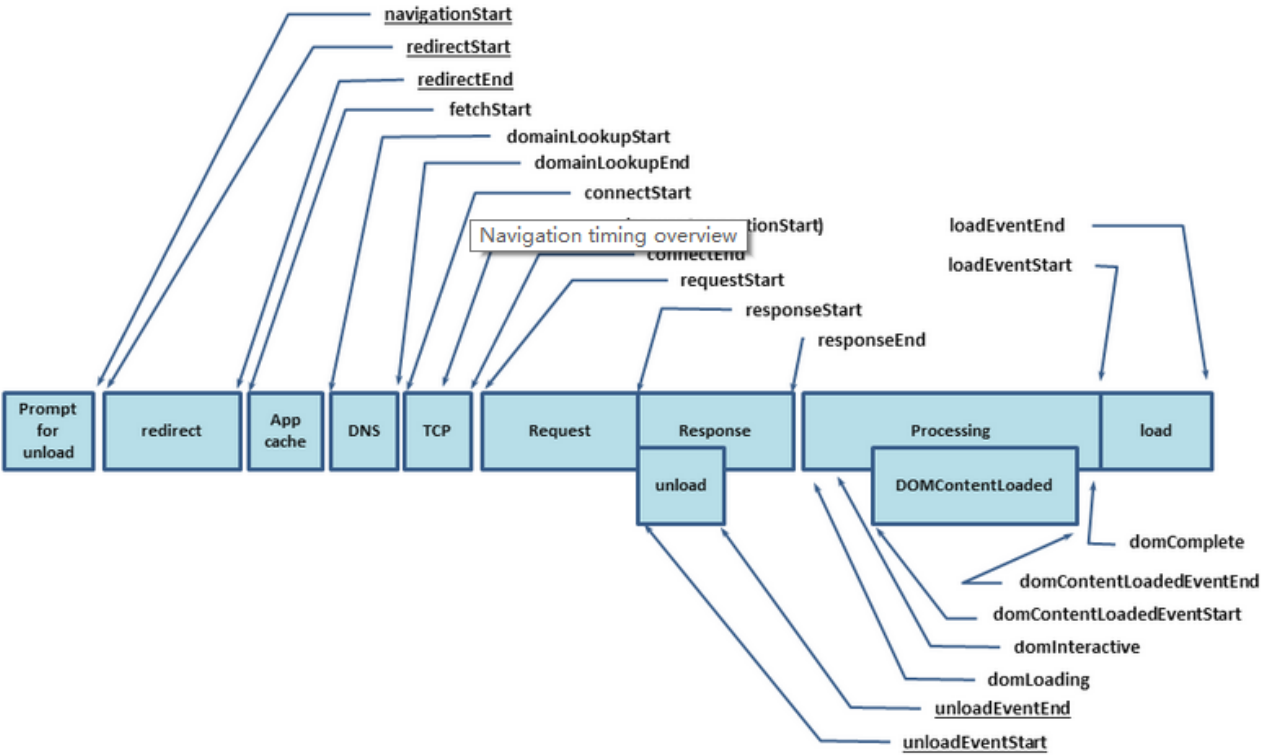 navigationStart
redirectStart
redirectEnd
fetchStart
domainLookupStart
domainLookupEnd
connectStart
tionStart)
Navigation timing overview
connectEnd
requestStart
responseStart
responseEnd
loadEventEnd
loadEventStart
Prompt
for
unload
redirect
App
cache
DNS
TCP
Request
Response
Processing
load
unload
DOMContentLoaded
domComplete
domContentLoadedEventEnd
domContentLoadedEventStart
domInteractive
domLoading
unloadEventEnd
unloadEventStart